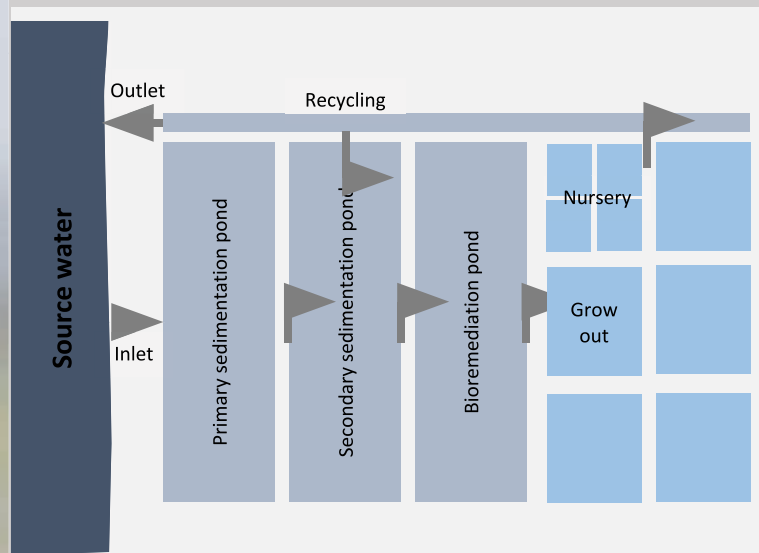 Outlet
Recycling
Source water
Inlet
Primary sedimentation pond
Secondary sedimentation pond
Bioremediation pond
Nursery
Grow
out